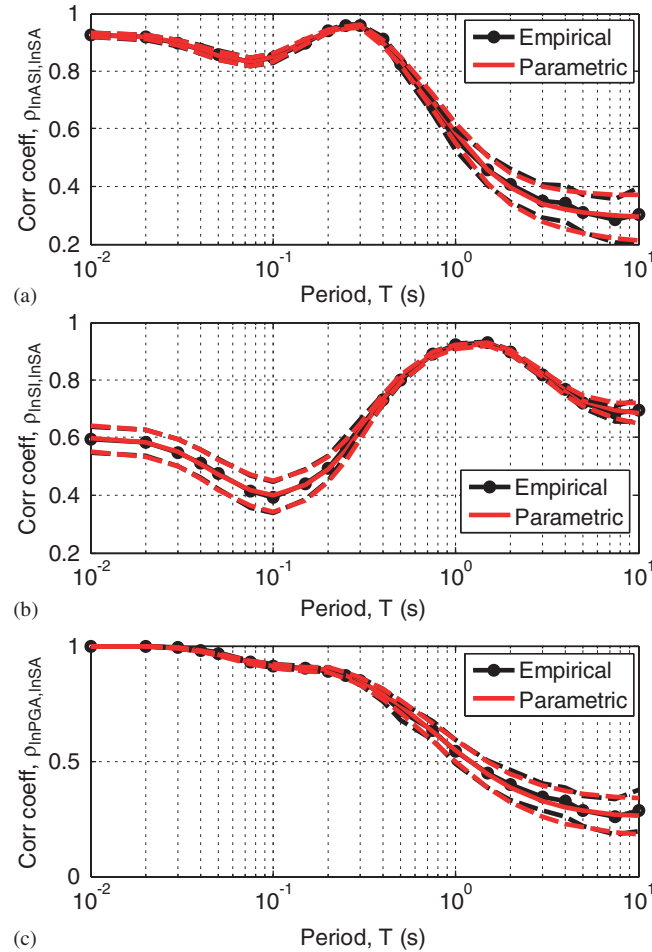 1
0.8
0.6
0.4
0.2
Corr coeff, ρlnASI,lnSA
Empirical
Parametric
10-2
10-1
100
101
Period, T (s)
(a)
1
0.8
0.6
0.4
0.2
Corr coeff, ρlnSI,lnSA
Empirical
Parametric
10-2
10-1
100
101
Period, T (s)
(b)
1
0.5
0
Corr coeff, ρlnPGA,lnSA
Empirical
Parametric
10-2
10-1
100
101
Period, T (s)
(c)